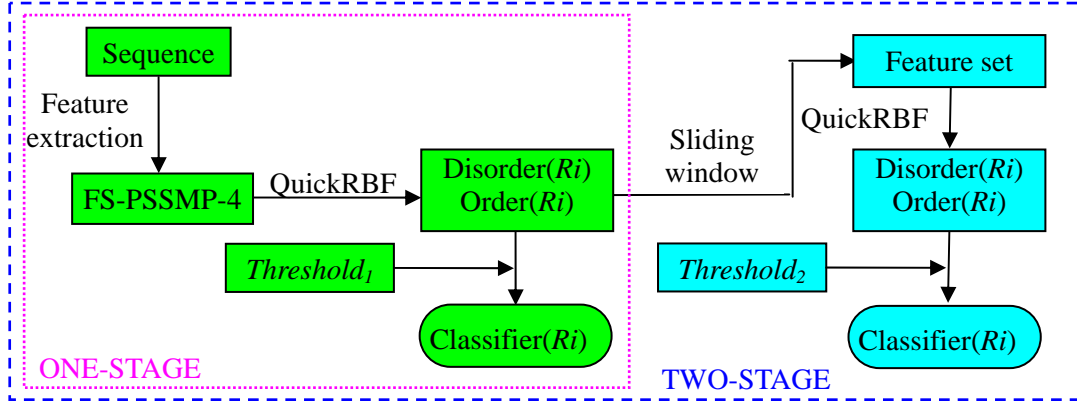 Sequence
Feature
extraction
FS-PSSMP-4
QuickRBF
Disorder(Ri)
Order(Ri)
Threshold1
Classifier(Ri)
ONE-STAGE
Sliding
window
Feature set
QuickRBF
Disorder(Ri)
Order(Ri)
Threshold2
Classifier(Ri)
TWO-STAGE